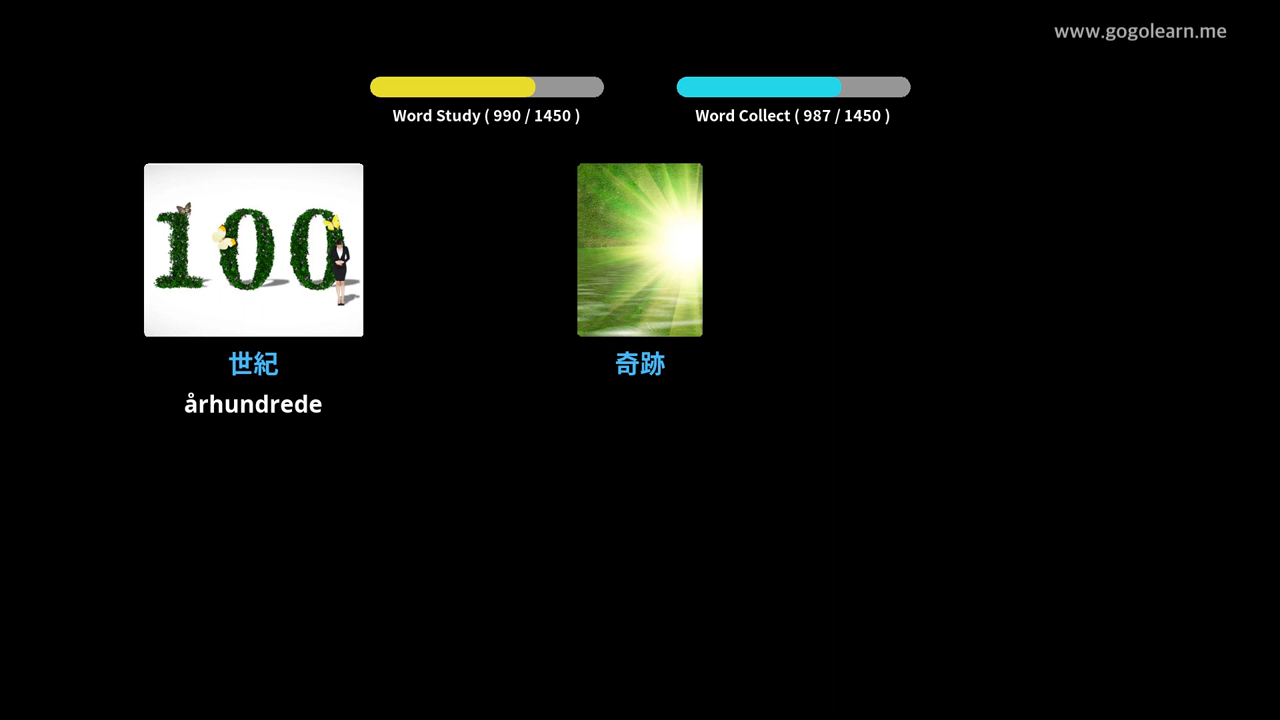 www.gogolearn.me
Word Study ( 990 / 1450 )
Word Collect ( 987 / 1450 )
100
世紀
奇跡
århundrede